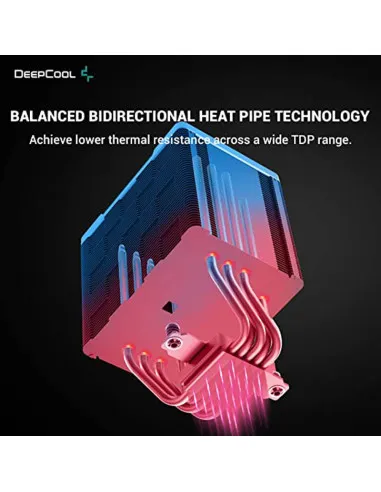 DEEPCOOL
BALANCED BIDIRECTIONAL HEAT PIPE TECHNOLOGY
Achieve lower thermal resistance across a wide TDP range.